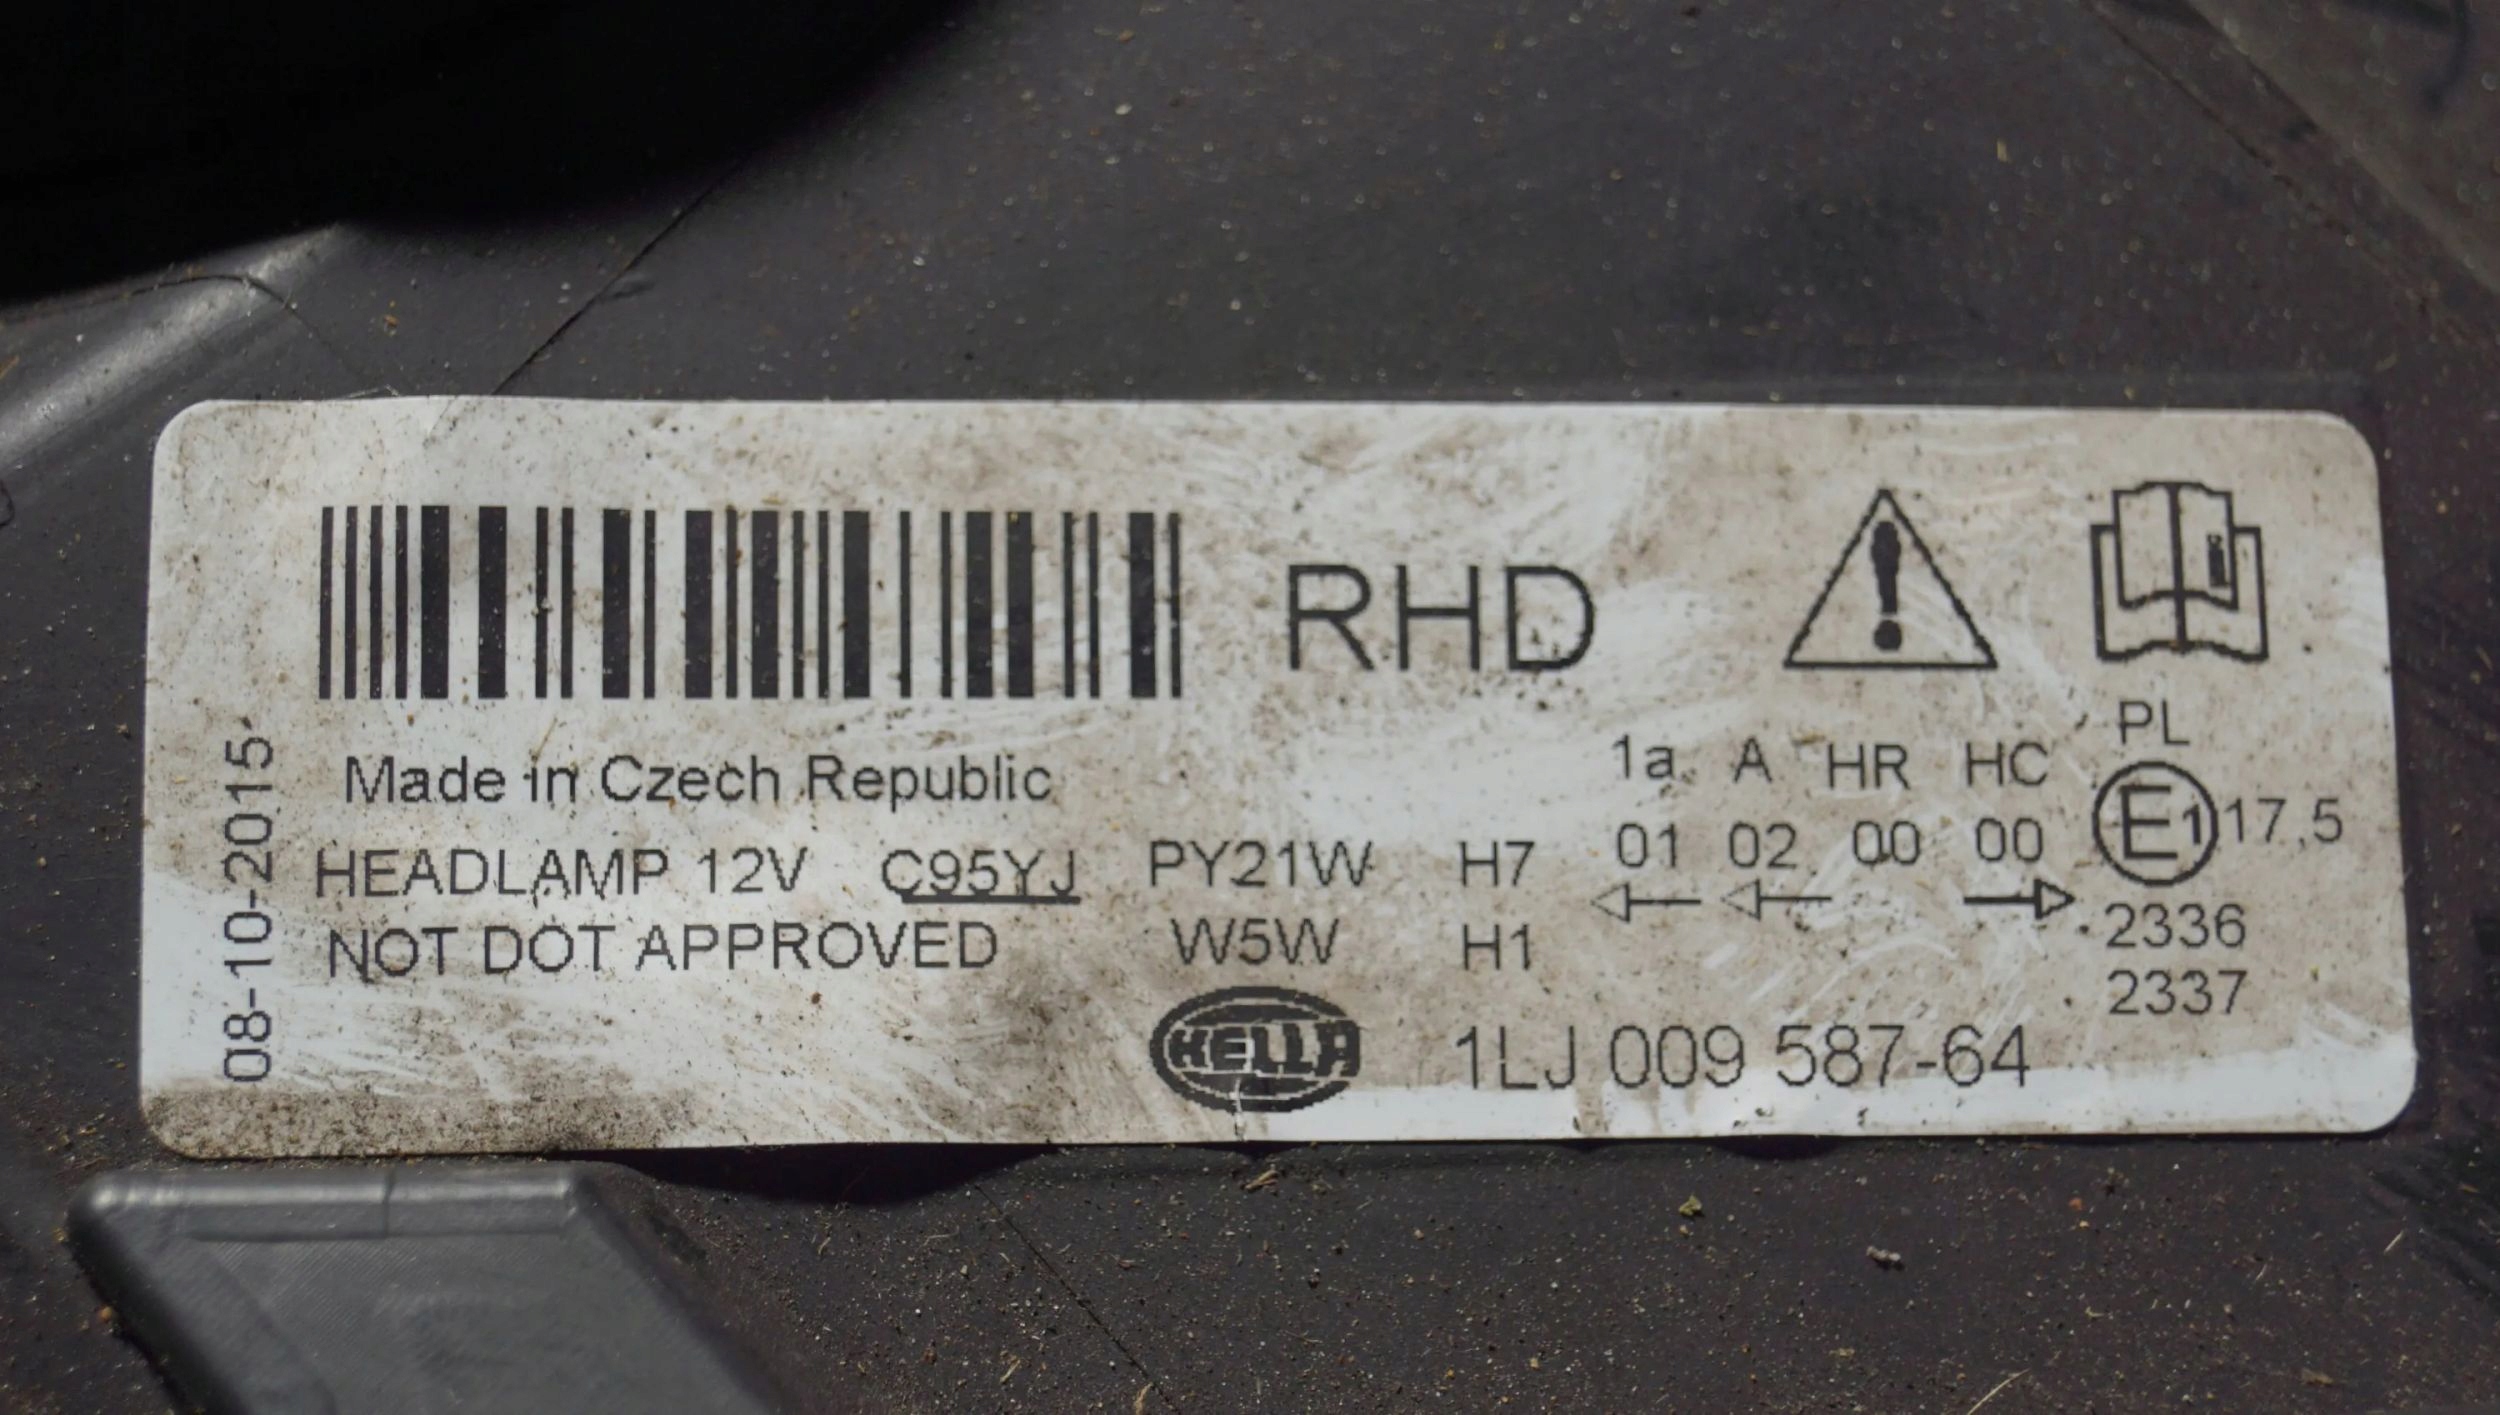 RHD
08-10-2015
Made in Czech Republic
1a A HR HC PL
HEADLAMP 12V C95YJ PY21W H7 01 02 00 00 E1 17,5
NOT DOT APPROVED W5W H1 2336
2337
HELLA 1LJ 009 587-64